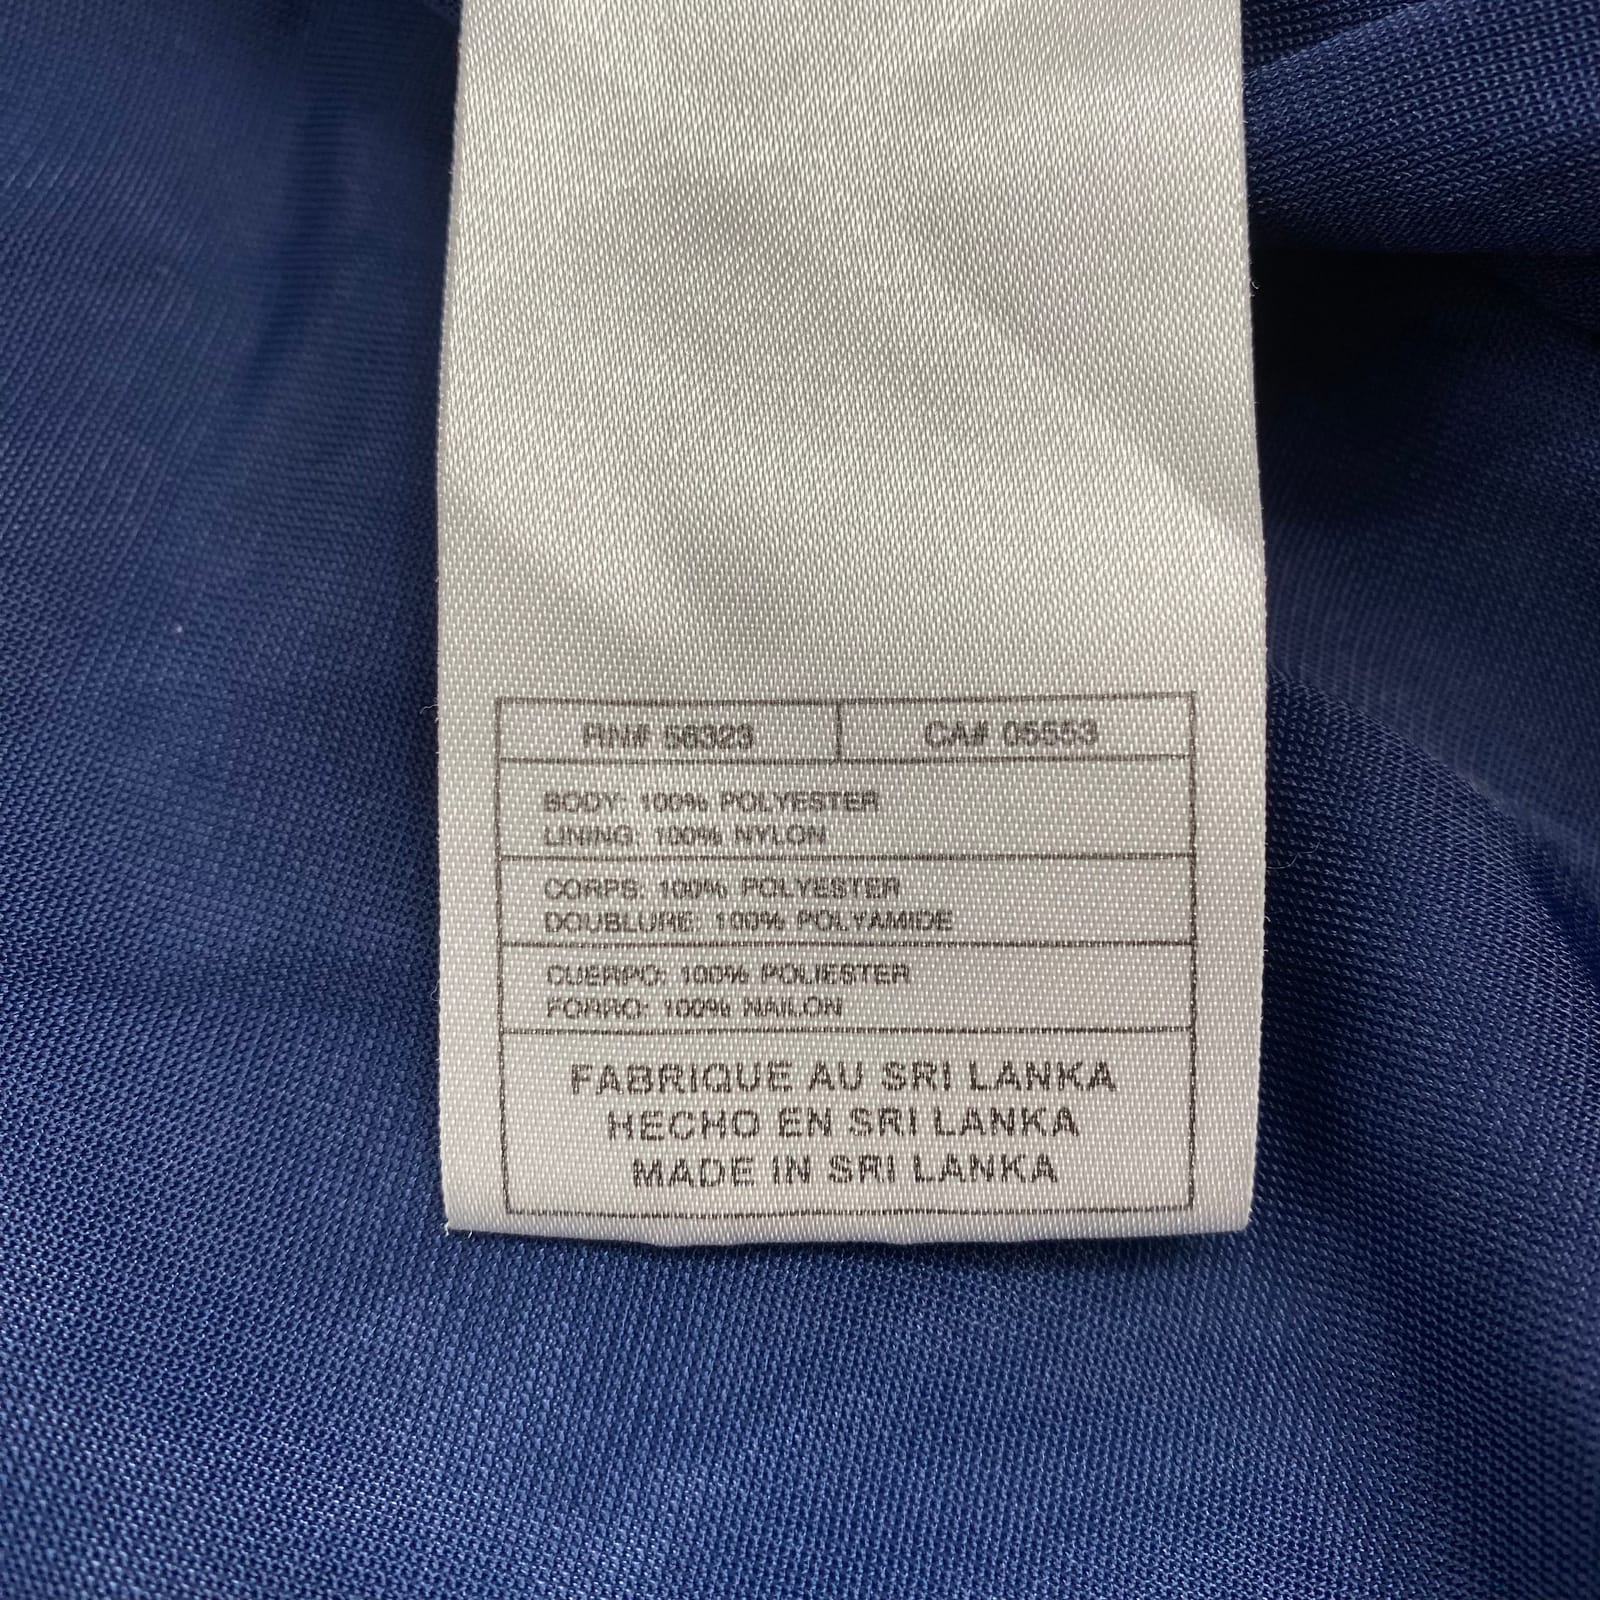 RN# 56323 CA# 05553
BODY: 100% POLYESTER
LINING: 100% NYLON
CORPS: 100% POLYESTER
DOUBLURE: 100% POLYAMIDE
CUERPO: 100% POLIESTER
FORRO: 100% NAILON
FABRIQUE AU SRI LANKA
HECHO EN SRI LANKA
MADE IN SRI LANKA